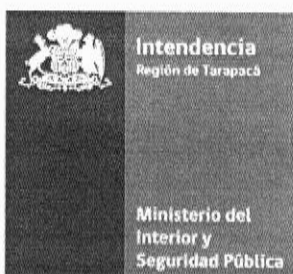 Intendencia
Región de Tarapacá
Ministerio del
Interior y
Seguridad Pública